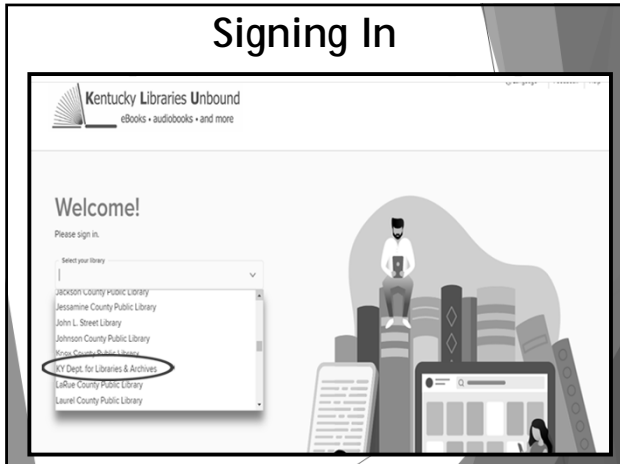 Signing In
Kentucky Libraries Unbound
eBooks • audiobooks • and more
Welcome!
Please sign in.
Select your library
Jackson County Public Library
Jessamine County Public Library
John L. Street Library
Johnson County Public Library
Knox County Public Library
KY Dept. for Libraries & Archives
LaRue County Public Library
Laurel County Public Library